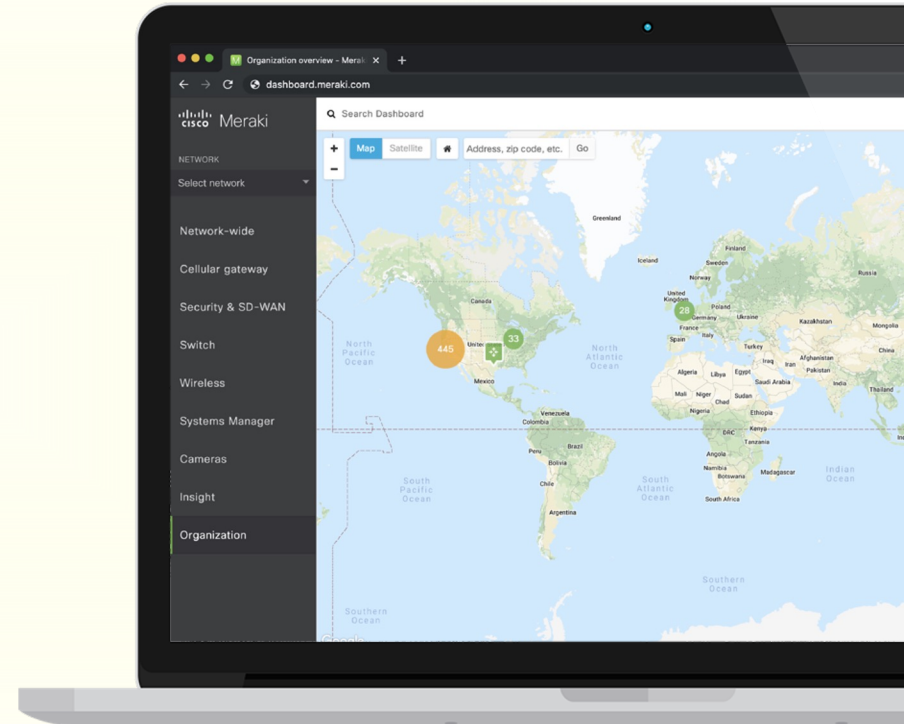 Organization overview - Merak
dashboard.meraki.com
cisco Meraki
Search Dashboard
NETWORK
Select network
+
Map
Satellite
Address, zip code, etc.
Go
-
Network-wide
Cellular gateway
Security & SD-WAN
Switch
Wireless
Systems Manager
Cameras
Insight
Organization
Greenland
Iceland
Finland
Sweden
Norway
Russia
United
Kingdom
28
Poland
Germany
Ukraine
Kazakhstan
Mongolia
France
Italy
Spain
Turkey
China
Canada
445
Unite
33
North
Pacific
Ocean
North
Atlantic
Ocean
Mexico
Iraq
Iran
Afghanistan
Pakistan
Algeria
Libya
Egypt
Saudi Arabia
India
Thailand
Mali
Niger
Chad
Sudan
Nigeria
Ethiopia
Venezuela
Colombia
DRC
Kenya
Tanzania
Ind
Peru
Brazil
Bolivia
Angola
Namibia
Botswana
Madagascar
Chile
South Africa
Argentina
South
Pacific
Ocean
South
Atlantic
Ocean
Indian
Ocean
Southern
Ocean
Southern
Ocean
Google